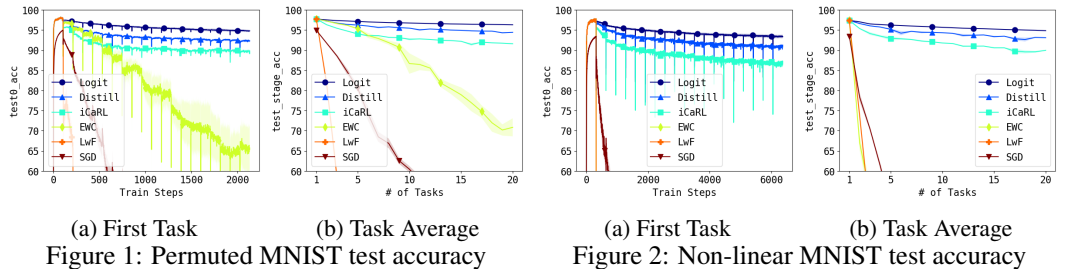 100
95
90
85
80
75
70
65
60
test0_acc
Logit
Distill
iCaRL
EWC
LwF
SGD
0 500 1000 1500 2000
Train Steps
(a) First Task
100
95
90
85
80
75
70
65
60
test_stage_acc
Logit
Distill
iCaRL
EWC
LwF
SGD
1 5 10 15 20
# of Tasks
(b) Task Average
Figure 1: Permuted MNIST test accuracy
100
95
90
85
80
75
70
65
60
test0_acc
Logit
Distill
iCaRL
EWC
LwF
SGD
0 2000 4000 6000
Train Steps
(a) First Task
100
95
90
85
80
75
70
65
60
test_stage_acc
Logit
Distill
iCaRL
EWC
LwF
SGD
1 5 10 15 20
# of Tasks
(b) Task Average
Figure 2: Non-linear MNIST test accuracy